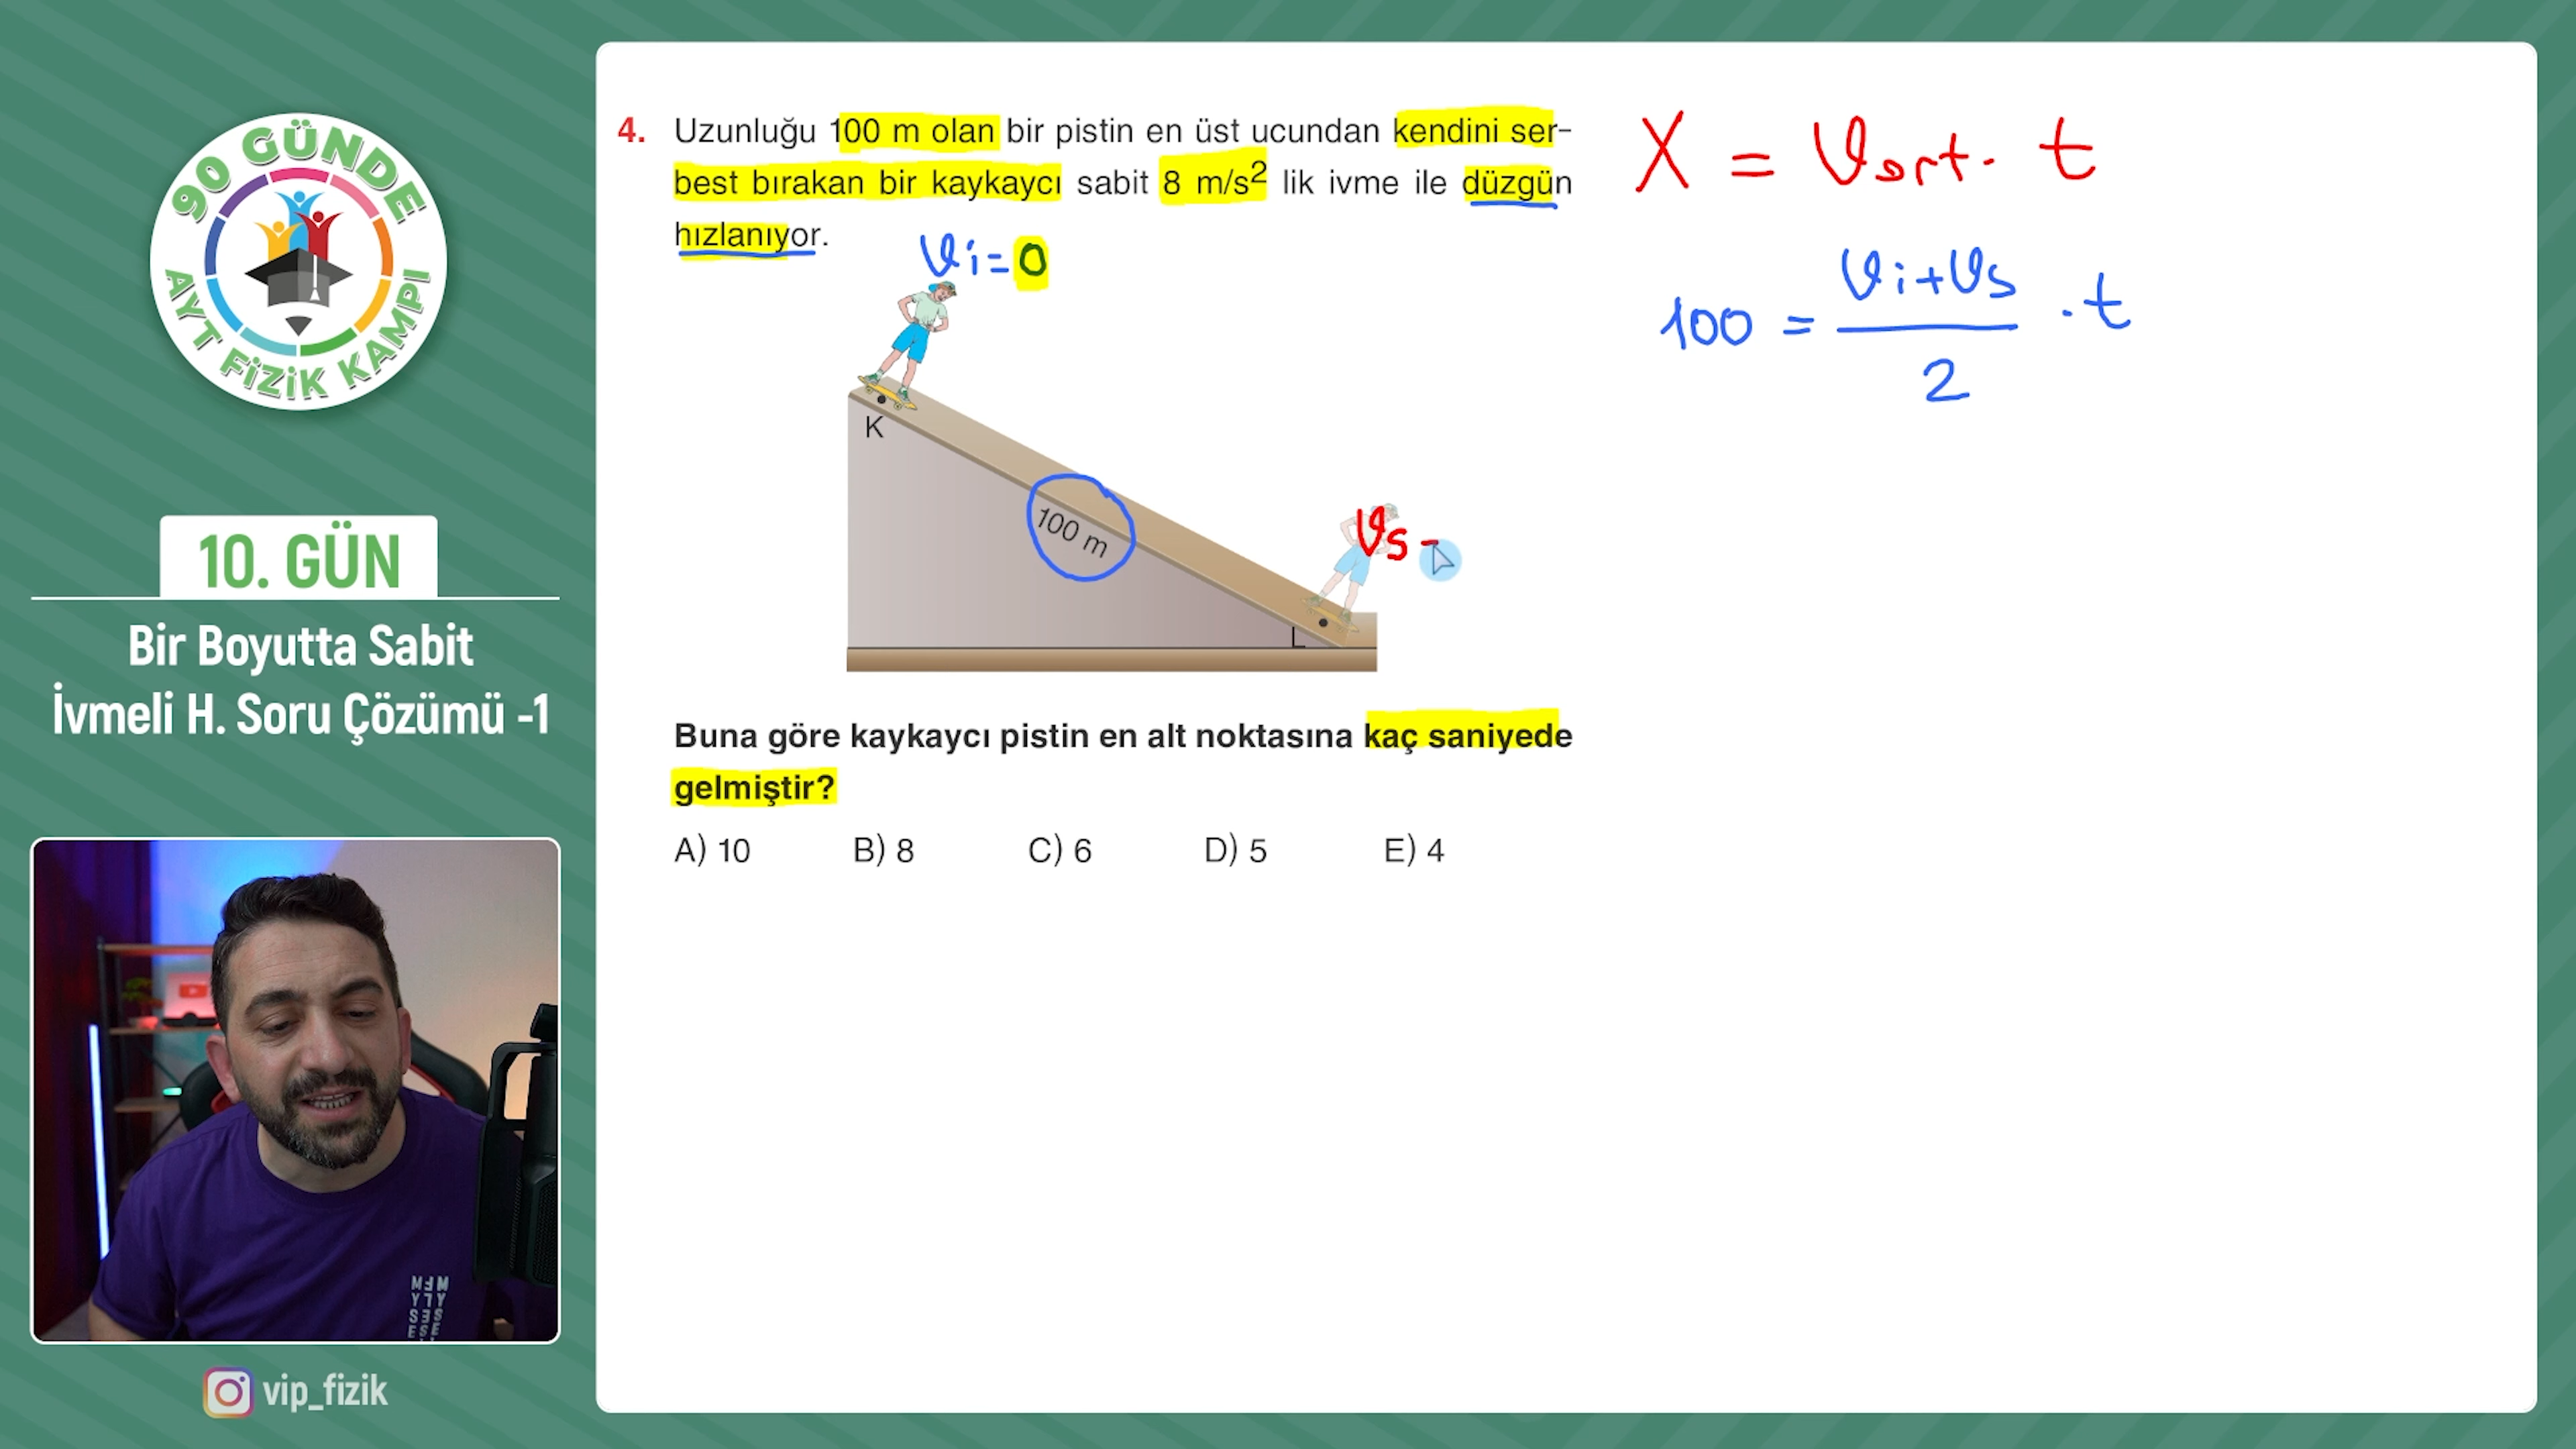 90 GÜNDE
AYT FİZİK KAMPI
10. GÜN
Bir Boyutta Sabit
İvmeli H. Soru Çözümü -1
vip_fizik
4. Uzunluğu 100 m olan bir pistin en üst ucundan kendini ser-
best bırakan bir kaykaycı sabit 8 m/s² lik ivme ile düzgün
hızlanıyor.
Vi=0
K
100 m
Vs -
L
Buna göre kaykaycı pistin en alt noktasına kaç saniyede
gelmiştir?
A) 10 B) 8 C) 6 D) 5 E) 4
X = Vort. t
100 = Vi+Vs / 2 . t